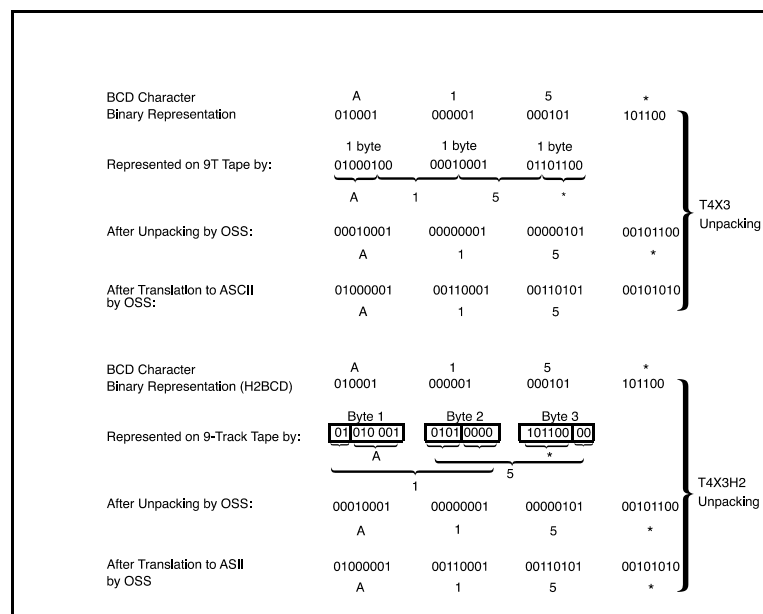 BCD Character A 1 5 *
Binary Representation 010001 000001 000101 101100
1 byte 1 byte 1 byte
Represented on 9T Tape by: 01000100 00010001 01101100
A 1 5 *
T4X3
Unpacking
After Unpacking by OSS: 00010001 00000001 00000101 00101100
A 1 5 *
After Translation to ASCII 01000001 00110001 00110101 00101010
by OSS:
A 1 5
BCD Character A 1 5 *
Binary Representation (H2BCD) 010001 000001 000101 101100
Byte 1 Byte 2 Byte 3
Represented on 9-Track Tape by: 01 010 001 0101 0000 101100 00
A *
1 5
T4X3H2
Unpacking
After Unpacking by OSS: 00010001 00000001 00000101 00101100
A 1 5 *
After Translation to ASII 01000001 00110001 00110101 00101010
by OSS
A 1 5 *